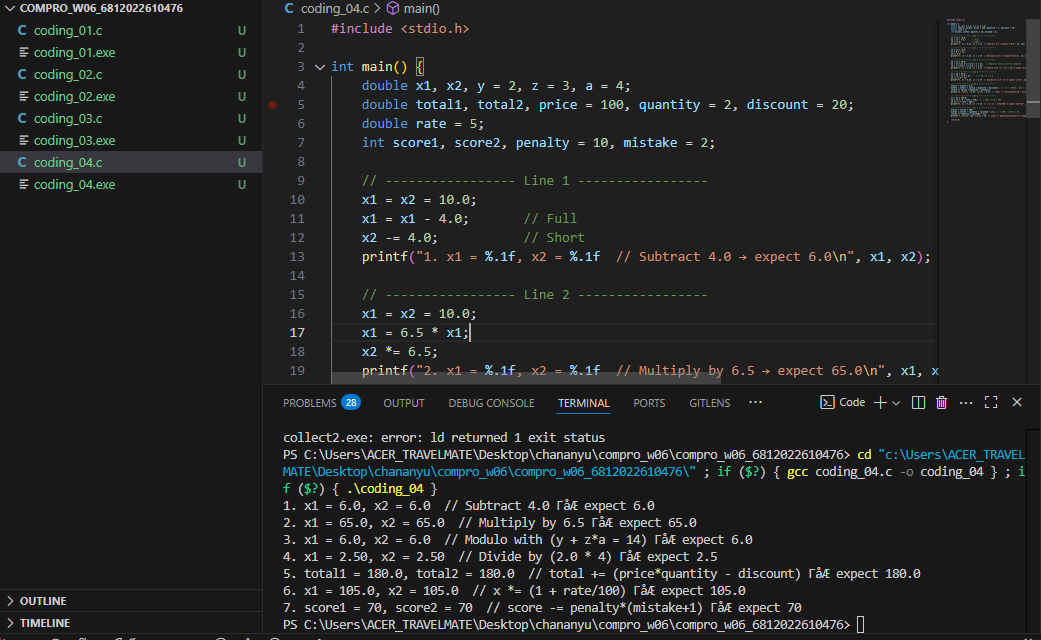 COMPRO_W06_6812022610476
C coding_01.c U
coding_01.exe U
C coding_02.c U
coding_02.exe U
C coding_03.c U
coding_03.exe U
C coding_04.c U
coding_04.exe U
OUTLINE
TIMELINE
C coding_04.c > main()
1 #include <stdio.h>
2
3 int main() {
4 double x1, x2, y = 2, z = 3, a = 4;
5 double total1, total2, price = 100, quantity = 2, discount = 20;
6 double rate = 5;
7 int score1, score2, penalty = 10, mistake = 2;
8
9 // ----------------- Line 1 -----------------
10 x1 = x2 = 10.0;
11 x1 = x1 - 4.0; // Full
12 x2 -= 4.0; // Short
13 printf("1. x1 = %.1f, x2 = %.1f // Subtract 4.0 → expect 6.0\n", x1, x2);
14
15 // ----------------- Line 2 -----------------
16 x1 = x2 = 10.0;
17 x1 = 6.5 * x1;
18 x2 *= 6.5;
19 printf("2. x1 = %.1f, x2 = %.1f // Multiply by 6.5 → expect 65.0\n", x1, x
PROBLEMS 28 OUTPUT DEBUG CONSOLE TERMINAL PORTS GITLENS ··· Code
collect2.exe: error: ld returned 1 exit status
PS C:\Users\ACER_TRAVELMATE\Desktop\chananyu\compro_w06\compro_w06_6812022610476> cd "c:\Users\ACER_TRAVEL
MATE\Desktop\chananyu\compro_w06\compro_w06_6812022610476\" ; if ($?) { gcc coding_04.c -o coding_04 } ; i
f ($?) { .\coding_04 }
1. x1 = 6.0, x2 = 6.0 // Subtract 4.0 ΓåÆ expect 6.0
2. x1 = 65.0, x2 = 65.0 // Multiply by 6.5 ΓåÆ expect 65.0
3. x1 = 6.0, x2 = 6.0 // Modulo with (y + z*a = 14) ΓåÆ expect 6.0
4. x1 = 2.50, x2 = 2.50 // Divide by (2.0 * 4) ΓåÆ expect 2.5
5. total1 = 180.0, total2 = 180.0 // total += (price*quantity - discount) ΓåÆ expect 180.0
6. x1 = 105.0, x2 = 105.0 // x *= (1 + rate/100) ΓåÆ expect 105.0
7. score1 = 70, score2 = 70 // score -= penalty*(mistake+1) ΓåÆ expect 70
PS C:\Users\ACER_TRAVELMATE\Desktop\chananyu\compro_w06\compro_w06_6812022610476>